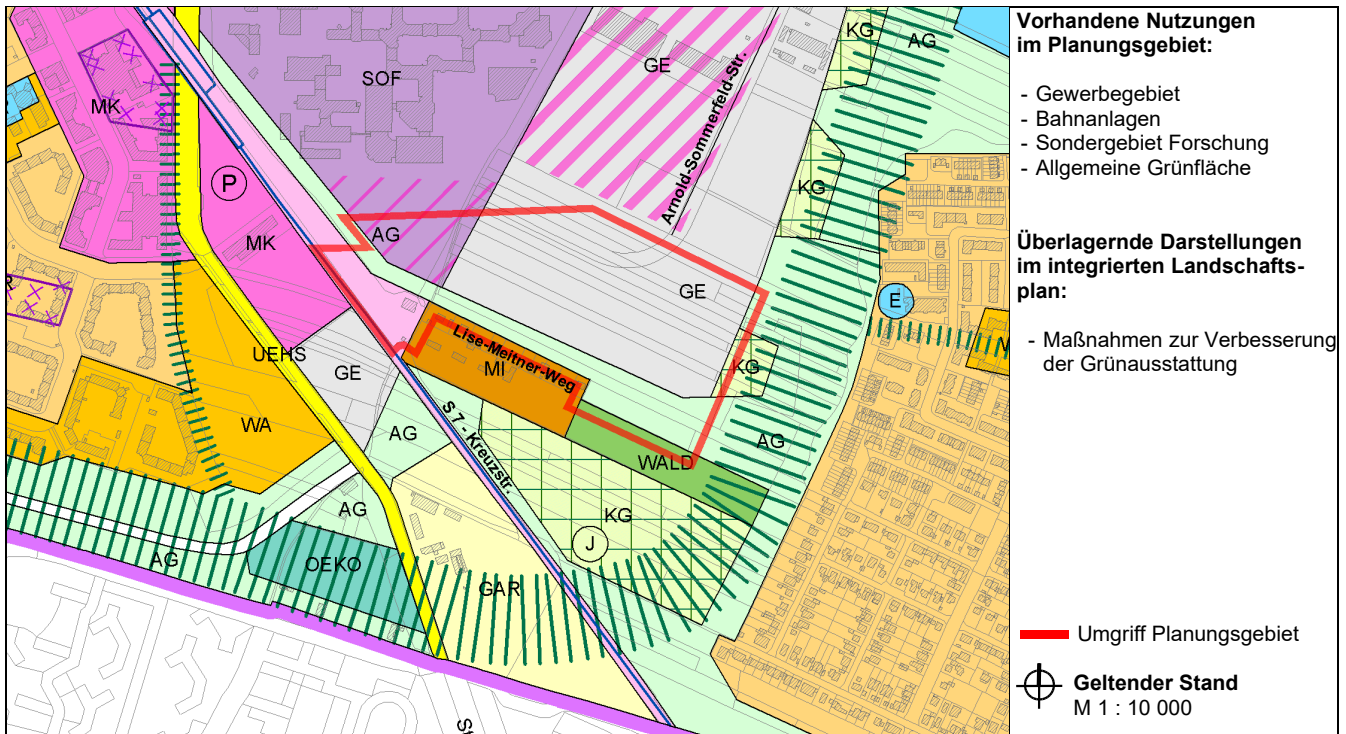 Vorhandene Nutzungen
im Planungsgebiet:
- Gewerbegebiet
- Bahnanlagen
- Sondergebiet Forschung
- Allgemeine Grünfläche
Überlagernde Darstellungen
im integrierten Landschafts-
plan:
- Maßnahmen zur Verbesserung
der Grünausstattung
Umgriff Planungsgebiet
Geltender Stand
M 1 : 10 000
MK
SOF
GE
KG
AG
Arnold-Sommerfeld-Str.
P
MK
AG
KG
GE
E
UEHS
GE
Lise-Meitner-Weg
MI
KG
WA
AG
S 7 - Kreuzstr.
WALD
AG
AG
KG
J
AG
OEKO
GAR